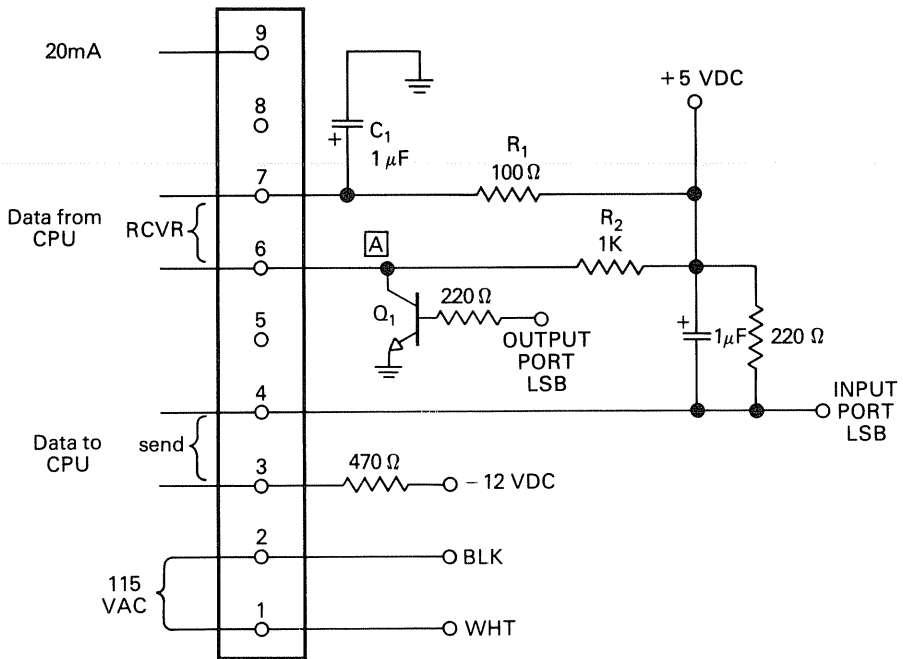 9
20mA
8
+
C1
1 µF
+5 VDC
R1
100 Ω
7
Data from
CPU
RCVR
R2
1K
A
6
Q1
220 Ω
OUTPUT
PORT
LSB
5
+
1µF
220 Ω
4
INPUT
PORT
LSB
Data to
CPU
send
470 Ω
3
– 12 VDC
2
BLK
115
VAC
1
WHT